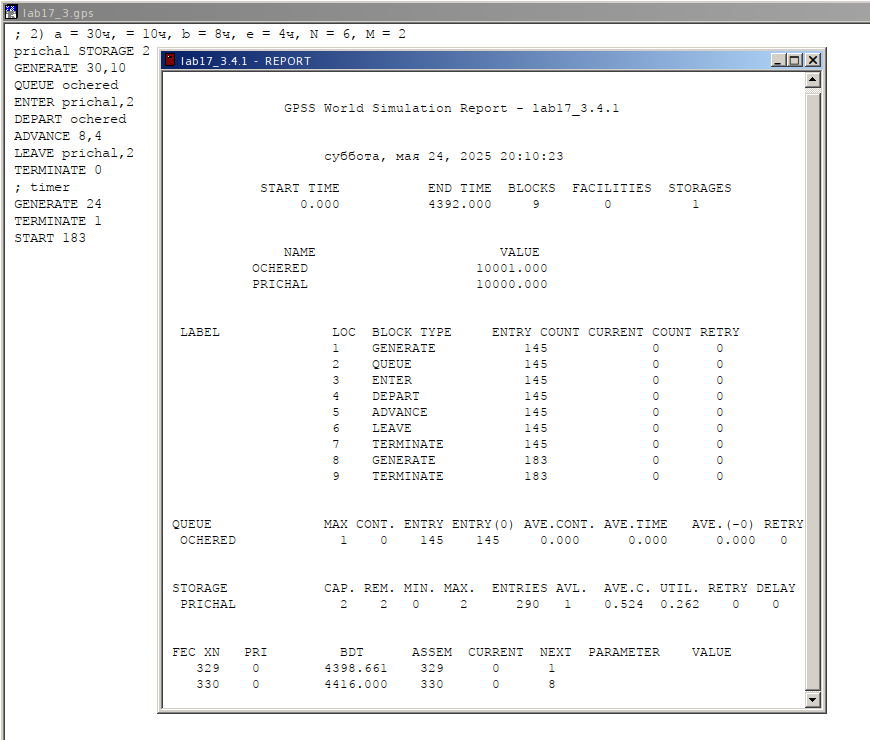 lab17_3.gps
; 2) a = 30ч, = 10ч, b = 8ч, e = 4ч, N = 6, M = 2
prichal STORAGE 2
GENERATE 30,10
QUEUE ochered
ENTER prichal,2
DEPART ochered
ADVANCE 8,4
LEAVE prichal,2
TERMINATE 0
; timer
GENERATE 24
TERMINATE 1
START 183
lab17_3.4.1 - REPORT
GPSS World Simulation Report - lab17_3.4.1
суббота, мая 24, 2025 20:10:23
START TIME END TIME BLOCKS FACILITIES STORAGES
0.000 4392.000 9 0 1
NAME VALUE
OCHERED 10001.000
PRICHAL 10000.000
LABEL LOC BLOCK TYPE ENTRY COUNT CURRENT COUNT RETRY
1 GENERATE 145 0 0
2 QUEUE 145 0 0
3 ENTER 145 0 0
4 DEPART 145 0 0
5 ADVANCE 145 0 0
6 LEAVE 145 0 0
7 TERMINATE 145 0 0
8 GENERATE 183 0 0
9 TERMINATE 183 0 0
QUEUE MAX CONT. ENTRY ENTRY(0) AVE.CONT. AVE.TIME AVE.(-0) RETRY
OCHERED 1 0 145 145 0.000 0.000 0.000 0
STORAGE CAP. REM. MIN. MAX. ENTRIES AVL. AVE.C. UTIL. RETRY DELAY
PRICHAL 2 2 0 2 290 1 0.524 0.262 0 0
FEC XN PRI BDT ASSEM CURRENT NEXT PARAMETER VALUE
329 0 4398.661 329 0 1
330 0 4416.000 330 0 8